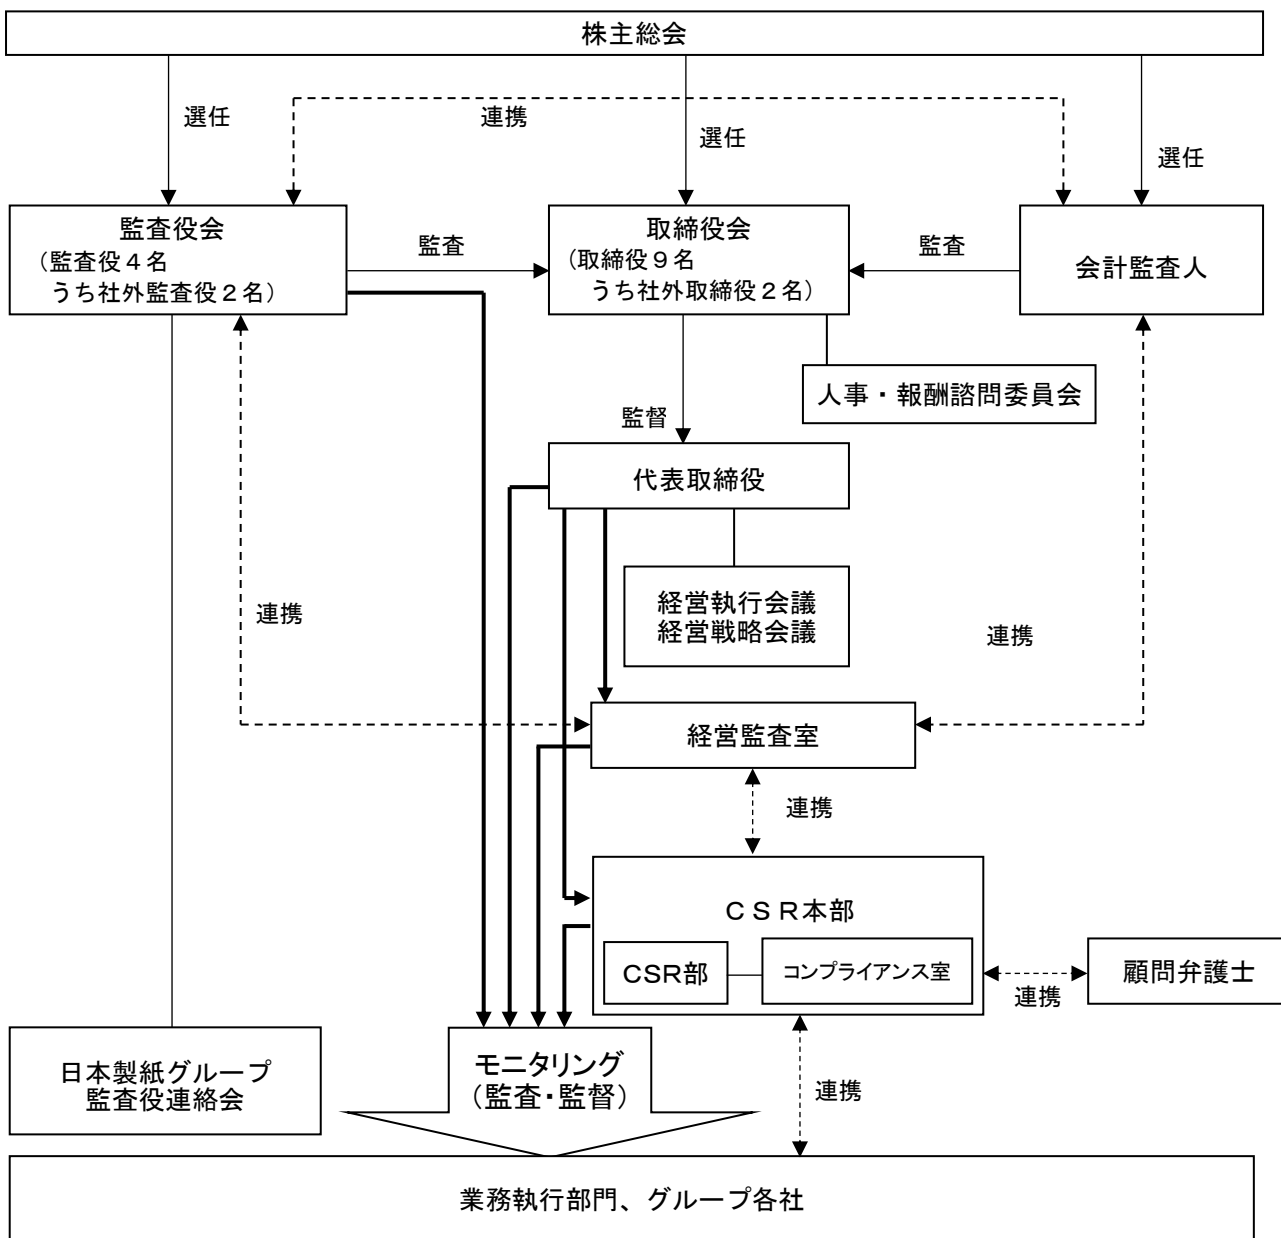 株主総会
選任
連携
選任
選任
監査役会
（監査役４名
うち社外監査役２名）
監査
取締役会
（取締役９名
うち社外取締役２名）
監査
会計監査人
人事・報酬諮問委員会
監督
代表取締役
経営執行会議
経営戦略会議
連携
連携
経営監査室
連携
ＣＳＲ本部
CSR部
コンプライアンス室
連携
顧問弁護士
日本製紙グループ
監査役連絡会
モニタリング
（監査・監督）
連携
業務執行部門、グループ各社